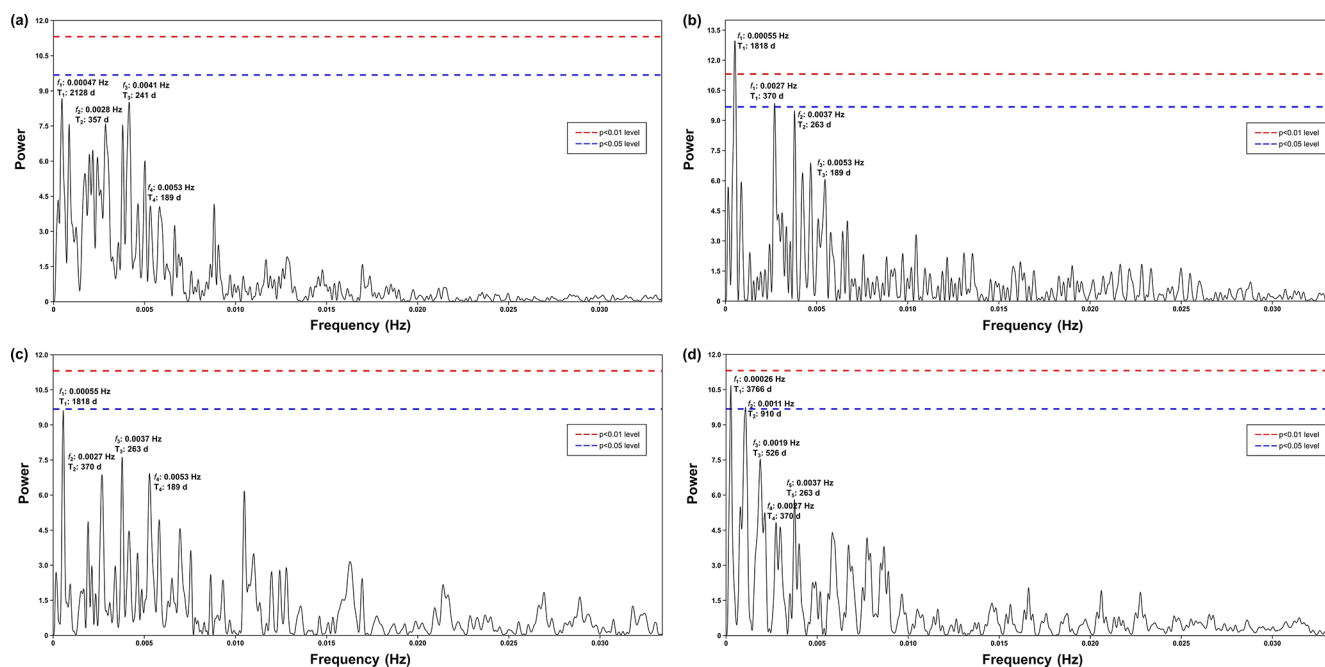 (a)
12.0
10.5
9.0
7.5
6.0
4.5
3.0
1.5
0
Power
f1: 0.00047 Hz
T1: 2128 d
f2: 0.0028 Hz
T2: 357 d
f3: 0.0041 Hz
T3: 241 d
f4: 0.0053 Hz
T4: 189 d
p<0.01 level
p<0.05 level
0 0.005 0.010 0.015 0.020 0.025 0.030
Frequency (Hz)
(b)
13.5
12.0
10.5
9.0
7.5
6.0
4.5
3.0
1.5
0
Power
f1: 0.00055 Hz
T1: 1818 d
f1: 0.0027 Hz
T1: 370 d
f2: 0.0037 Hz
T2: 263 d
f3: 0.0053 Hz
T3: 189 d
p<0.01 level
p<0.05 level
0 0.005 0.010 0.015 0.020 0.025 0.030
Frequency (Hz)
(c)
12.0
10.5
9.0
7.5
6.0
4.5
3.0
1.5
0
Power
f1: 0.00055 Hz
T1: 1818 d
f2: 0.0027 Hz
T2: 370 d
f3: 0.0037 Hz
T3: 263 d
f4: 0.0053 Hz
T4: 189 d
p<0.01 level
p<0.05 level
0 0.005 0.010 0.015 0.020 0.025 0.030
Frequency (Hz)
(d)
12.0
10.5
9.0
7.5
6.0
4.5
3.0
1.5
0
Power
f1: 0.00026 Hz
T1: 3766 d
f2: 0.0011 Hz
T2: 910 d
f3: 0.0019 Hz
T3: 526 d
f5: 0.0037 Hz
T5: 263 d
f4: 0.0027 Hz
T4: 370 d
p<0.01 level
p<0.05 level
0 0.005 0.010 0.015 0.020 0.025 0.030
Frequency (Hz)